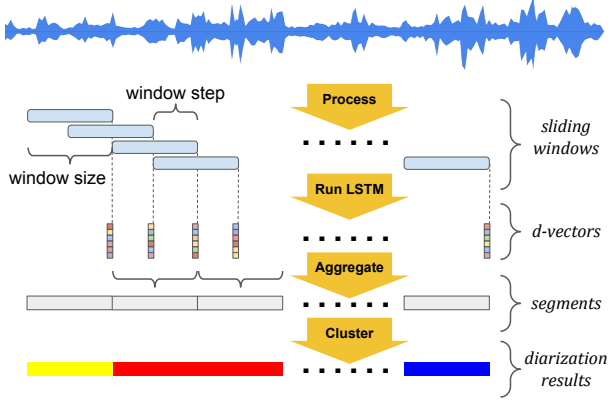 window step
Process
sliding
windows
window size
Run LSTM
d-vectors
Aggregate
segments
Cluster
diarization
results